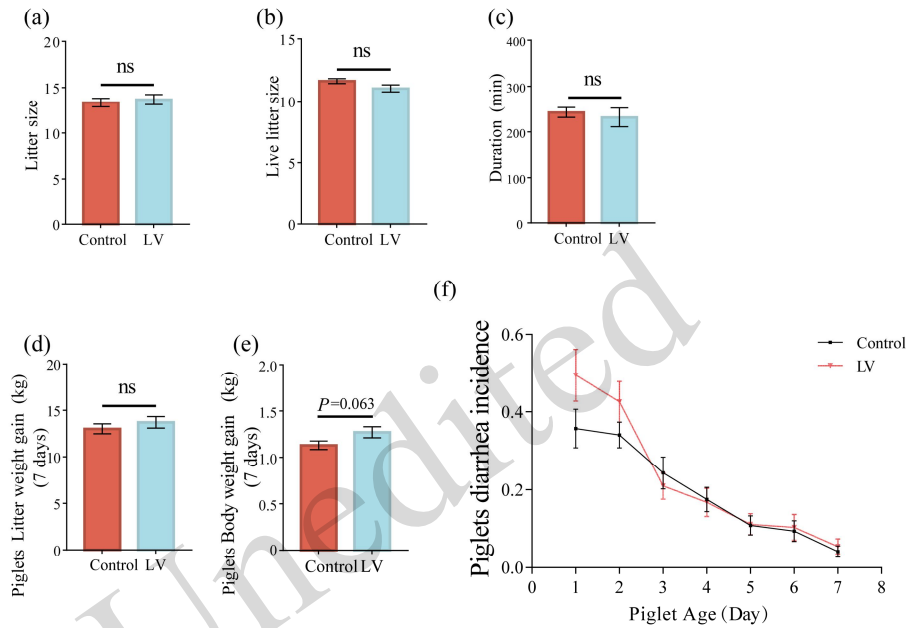 (a)
20
15
10
5
0
Litter size
ns
Control LV
(b)
15
10
5
0
Live litter size
ns
Control LV
(c)
400
300
200
100
0
Duration (min)
ns
Control LV
(d)
20
15
10
5
0
Piglets Litter weight gain (kg)
(7 days)
ns
Control LV
(e)
2.0
1.5
1.0
0.5
0.0
Piglets Body weight gain (kg)
(7 days)
P=0.063
Control LV
(f)
0.6
0.4
0.2
0.0
Piglets diarrhea incidence
Control
LV
0 1 2 3 4 5 6 7 8
Piglet Age (Day)
Unedited